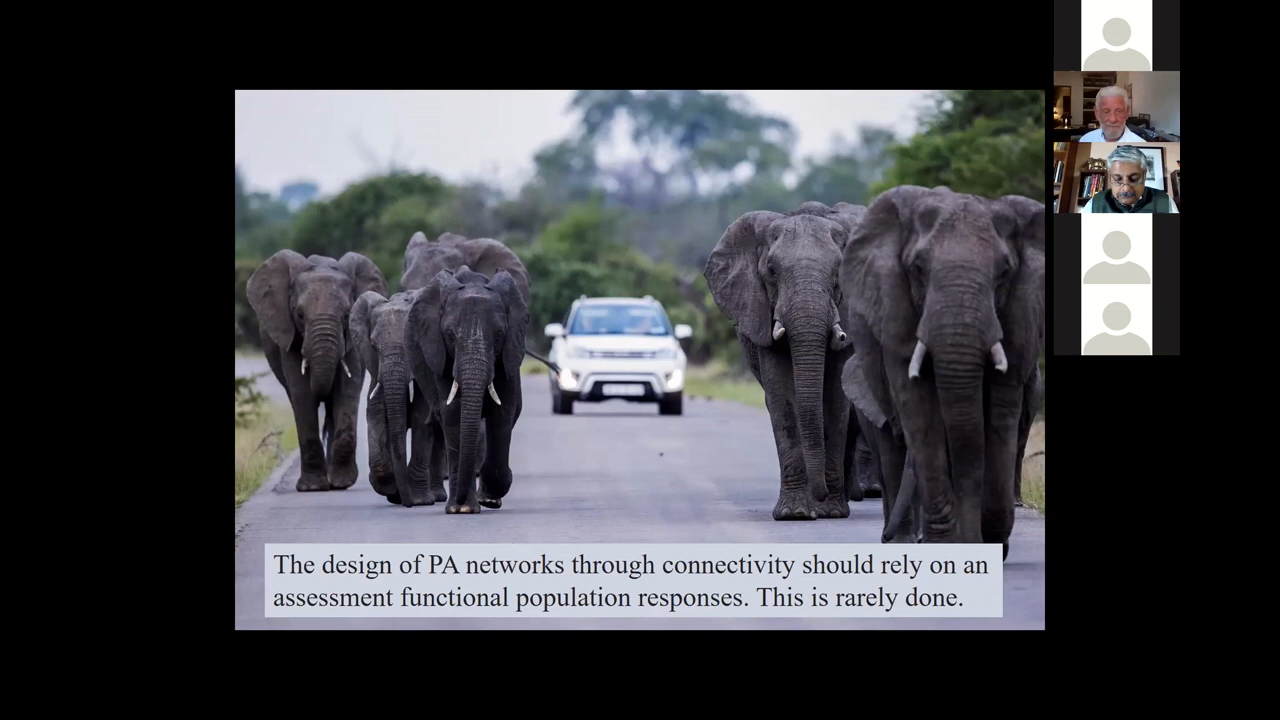 The design of PA networks through connectivity should rely on an
assessment functional population responses. This is rarely done.